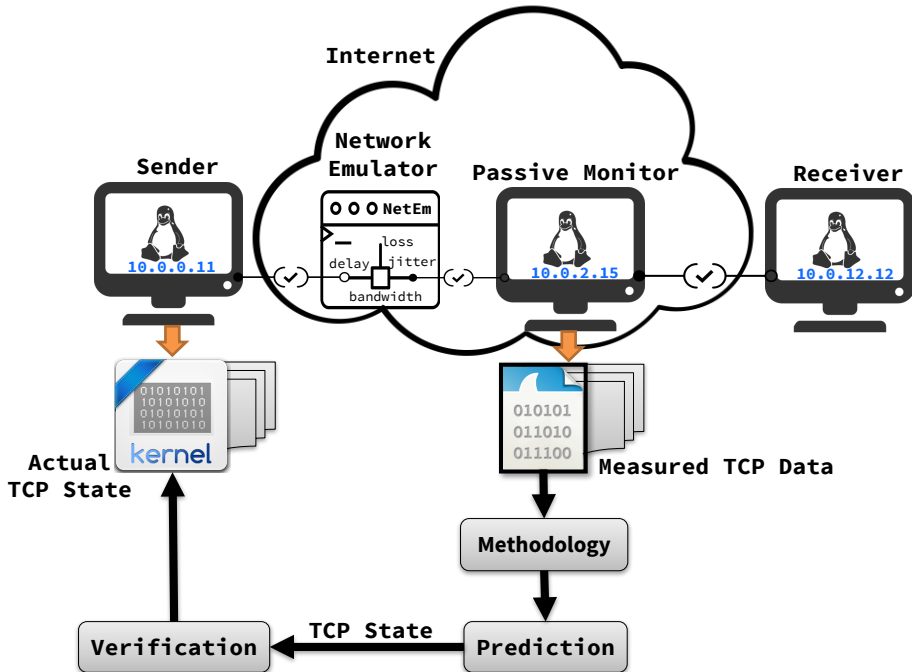 Internet
Network
Emulator
Sender
Passive Monitor
Receiver
NetEm
loss
delay
jitter
bandwidth
10.0.0.11
10.0.2.15
10.0.12.12
01010101
10101010
01010101
10101010
kernel
010101
011010
011100
Actual
TCP State
Measured TCP Data
Methodology
TCP State
Verification
Prediction